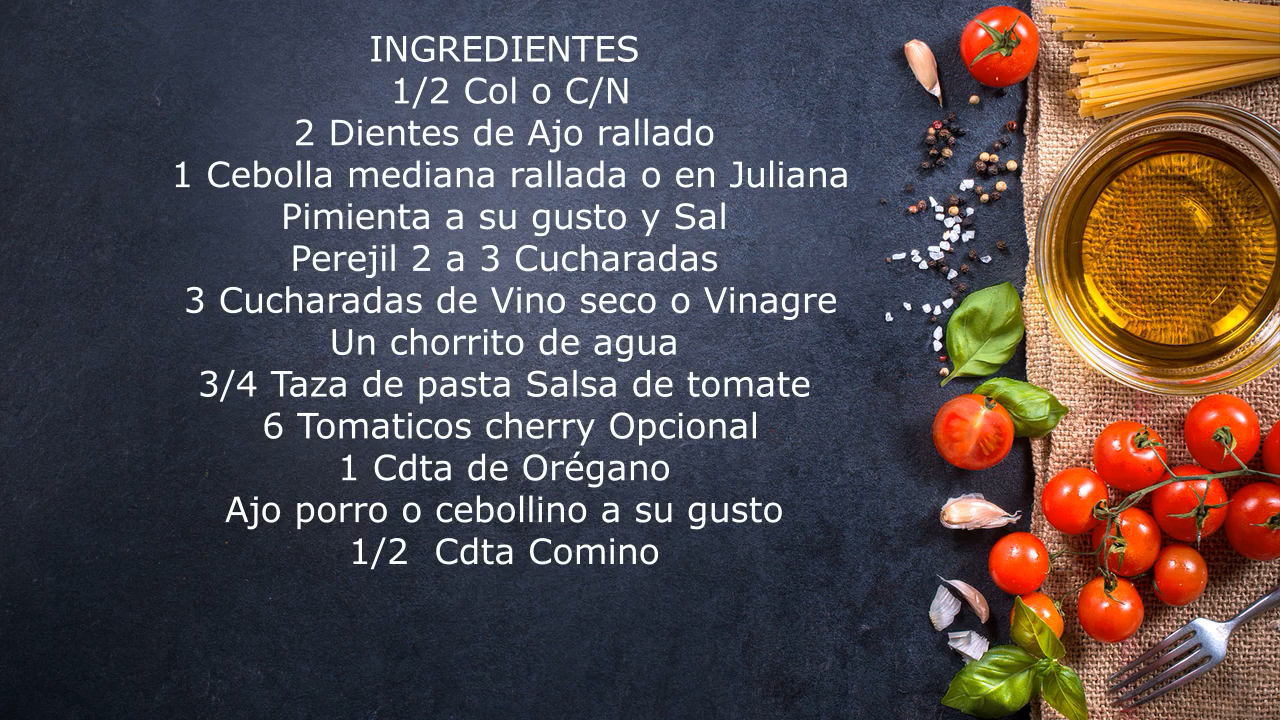 INGREDIENTES
1/2 Col o C/N
2 Dientes de Ajo rallado
1 Cebolla mediana rallada o en Juliana
Pimienta a su gusto y Sal
Perejil 2 a 3 Cucharadas
3 Cucharadas de Vino seco o Vinagre
Un chorrito de agua
3/4 Taza de pasta Salsa de tomate
6 Tomaticos cherry Opcional
1 Cdta de Orégano
Ajo porro o cebollino a su gusto
1/2  Cdta Comino